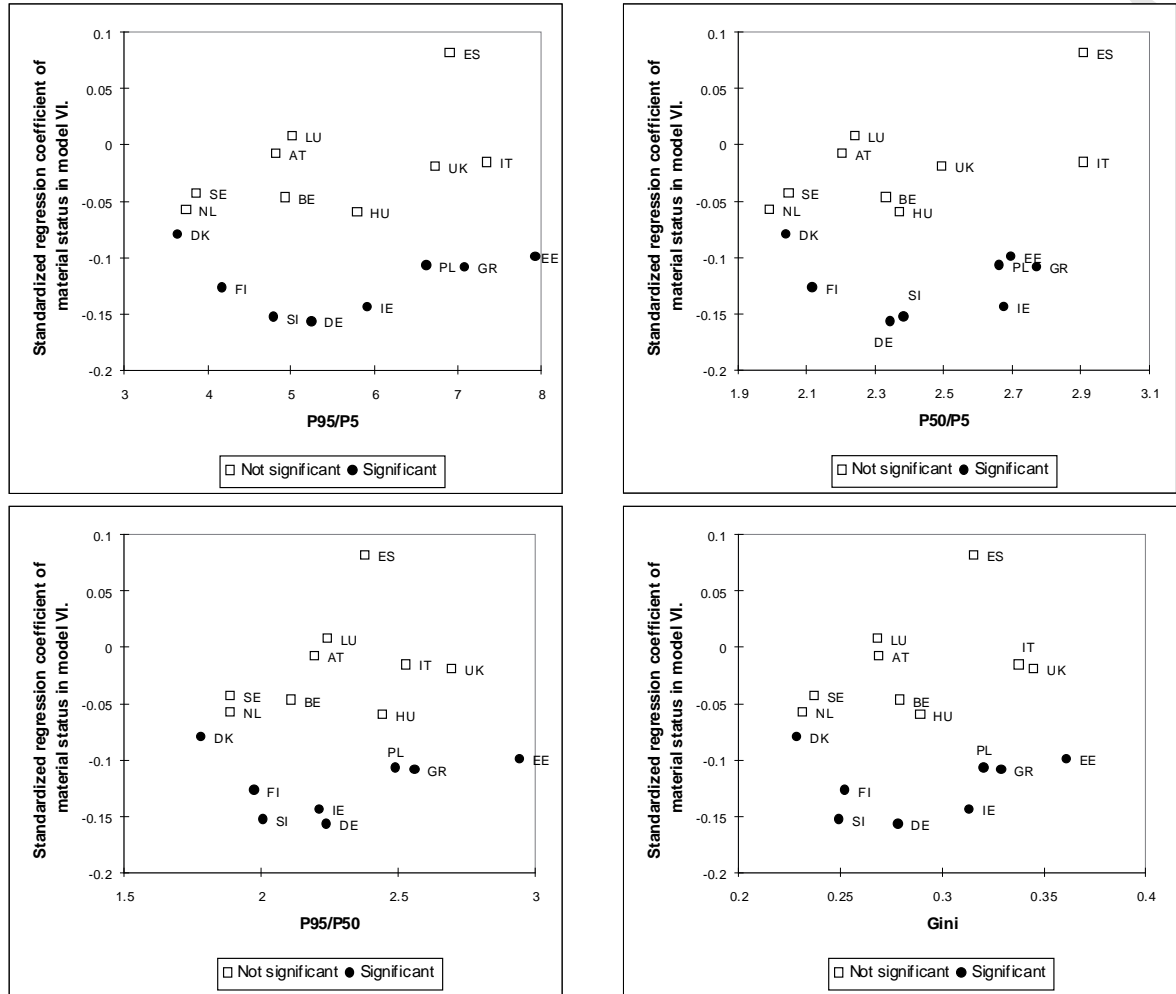 Standardized regression coefficient of
material status in model VI.
0.1
0.05
0
-0.05
-0.1
-0.15
-0.2
ES
LU
AT
UK
IT
SE
BE
NL
HU
DK
EE
PL
GR
FI
IE
SI
DE
3
4
5
6
7
8
P95/P5
Not significant
Significant
Standardized regression coefficient of
material status in model VI.
0.1
0.05
0
-0.05
-0.1
-0.15
-0.2
ES
LU
AT
UK
IT
SE
BE
NL
HU
DK
EE
PL
GR
FI
SI
IE
DE
1.9
2.1
2.3
2.5
2.7
2.9
3.1
P50/P5
Not significant
Significant
Standardized regression coefficient of
material status in model VI.
0.1
0.05
0
-0.05
-0.1
-0.15
-0.2
ES
LU
AT
IT
UK
SE
BE
NL
HU
DK
PL
EE
GR
FI
IE
SI
DE
1.5
2
2.5
3
P95/P50
Not significant
Significant
Standardized regression coefficient of
material status in model VI.
0.1
0.05
0
-0.05
-0.1
-0.15
-0.2
ES
LU
IT
AT
UK
SE
BE
NL
HU
DK
PL
EE
GR
FI
IE
SI
DE
0.2
0.25
0.3
0.35
0.4
Gini
Not significant
Significant